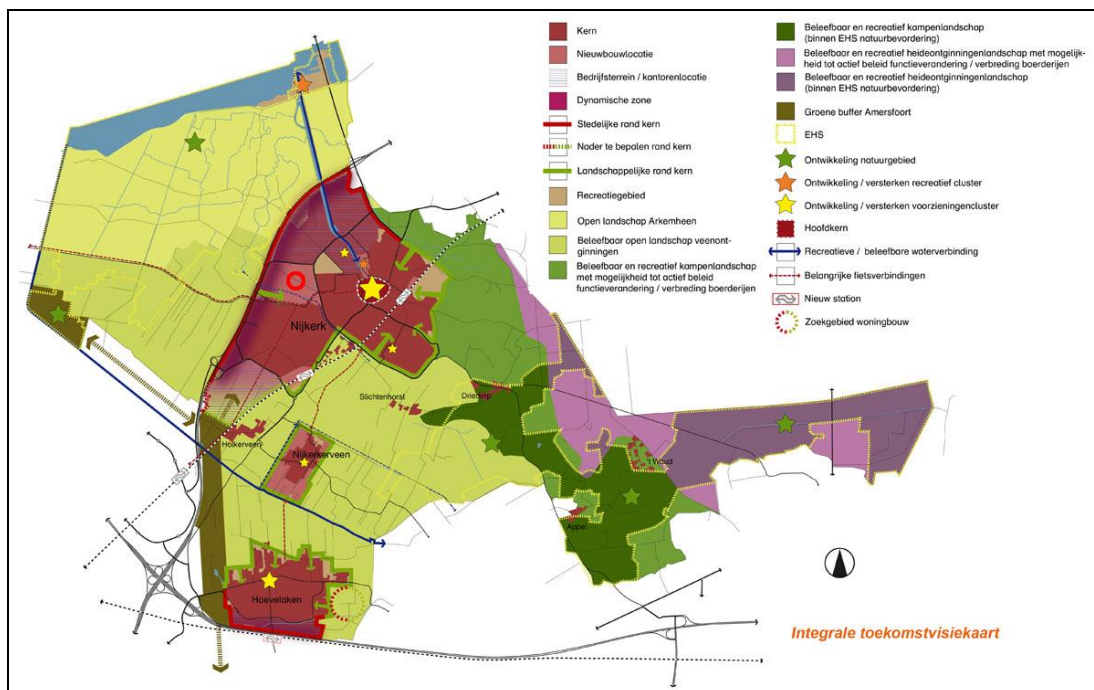 Kern
Nieuwbouwlocatie
Bedrijfsterrein / kantorenlocatie
Dynamische zone
Stedelijke rand kern
Nader te bepalen rand kern
Landschappelijke rand kern
Recreatiegebied
Open landschap Arkemheen
Beleefbaar open landschap veenont-
ginningen
Beleefbaar en recreatief kampenlandschap
met mogelijkheid tot actief beleid
functieverandering / verbreding boerderijen
Beleefbaar en recreatief kampenlandschap
(binnen EHS natuurbevordering)
Beleefbaar en recreatief heideontginningenlandschap met mogelijk-
heid tot actief beleid functieverandering / verbreding boerderijen
Beleefbaar en recreatief heideontginningenlandschap
(binnen EHS natuurbevordering)
Groene buffer Amersfoort
EHS
Ontwikkeling natuurgebied
Ontwikkeling / versterken recreatief cluster
Ontwikkeling / versterken voorzieningencluster
Hoofdkern
Recreatieve / beleefbare waterverbinding
Belangrijke fietsverbindingen
Nieuw station
Zoekgebied woningbouw
Nijkerk
Slichtenhorst
Driedorp
Holkerveen
Nijkerkerveen
't Woud
Appel
Hoevelaken
Integrale toekomstvisiekaart